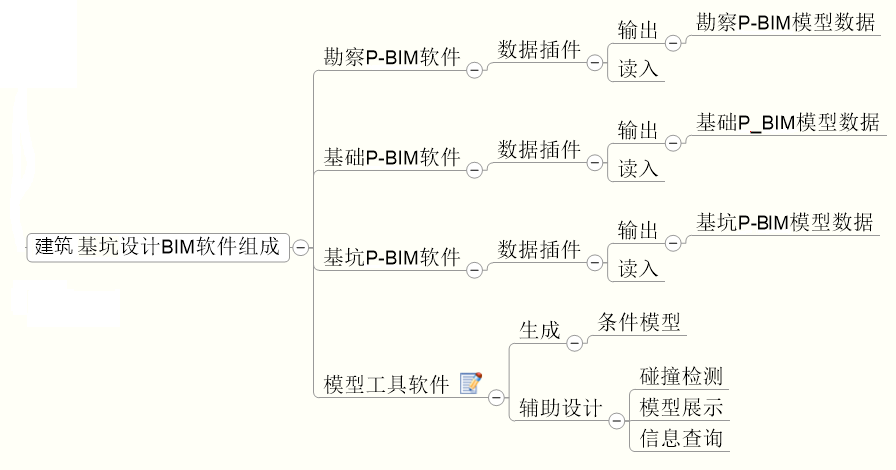 建筑 基坑设计BIM软件组成
勘察P-BIM软件
数据插件
输出
勘察P-BIM模型数据
读入
基础P-BIM软件
数据插件
输出
基础P_BIM模型数据
读入
基坑P-BIM软件
数据插件
输出
基坑P-BIM模型数据
读入
模型工具软件
生成
条件模型
辅助设计
碰撞检测
模型展示
信息查询